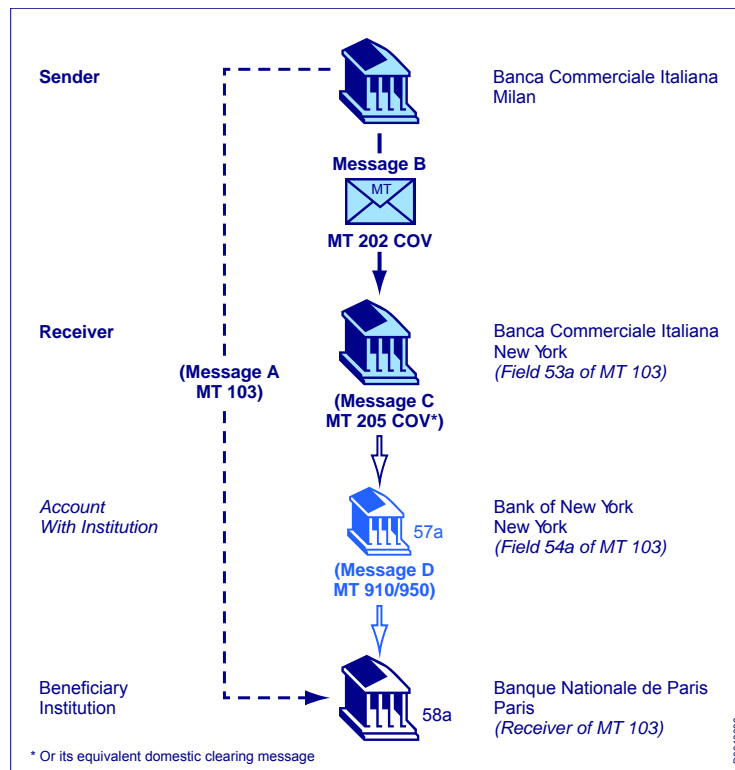 Sender
Banca Commerciale Italiana
Milan
Message B
MT
MT 202 COV
Receiver
Banca Commerciale Italiana
New York
(Field 53a of MT 103)
(Message A
MT 103)
(Message C
MT 205 COV*)
Account
With Institution
57a
Bank of New York
New York
(Field 54a of MT 103)
(Message D
MT 910/950)
Beneficiary
Institution
58a
Banque Nationale de Paris
Paris
(Receiver of MT 103)
* Or its equivalent domestic clearing message